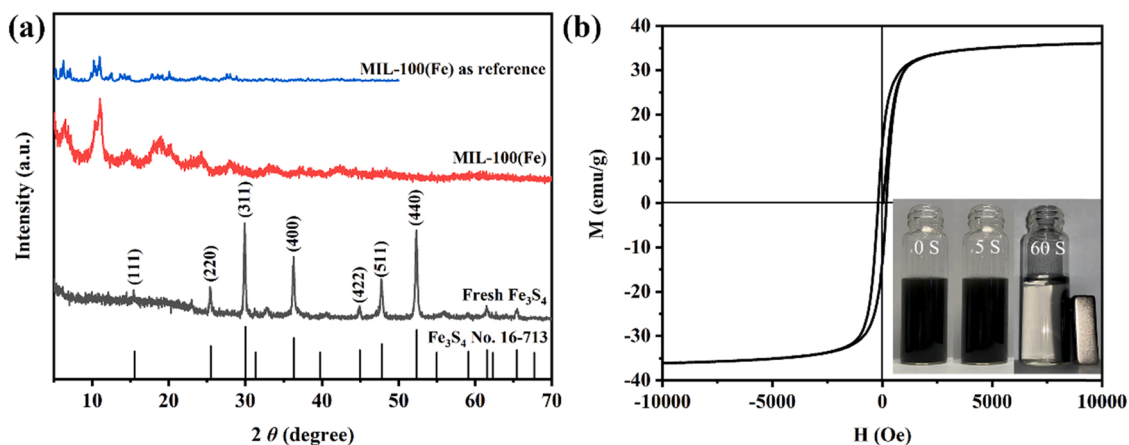 (a)
MIL-100(Fe) as reference
MIL-100(Fe)
(111)
(220)
(311)
(400)
(422)
(511)
(440)
Fresh Fe₃S₄
Fe₃S₄ No. 16-713
Intensity (a.u.)
10 20 30 40 50 60 70
2 θ (degree)
(b)
40
30
20
10
0
-10
-20
-30
-40
M (emu/g)
0 S
5 S
60 S
-10000 -5000 0 5000 10000
H (Oe)